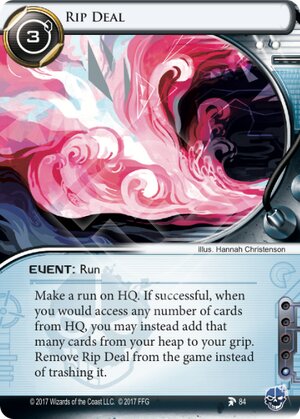 3
Rip Deal
Illus. Hannah Christenson
EVENT: Run
Make a run on HQ. If successful, when
you would access any number of cards
from HQ, you may instead add that
many cards from your heap to your grip.
Remove Rip Deal from the game instead
of trashing it.
© 2017 Wizards of the Coast LLC. © 2017 FFG
84